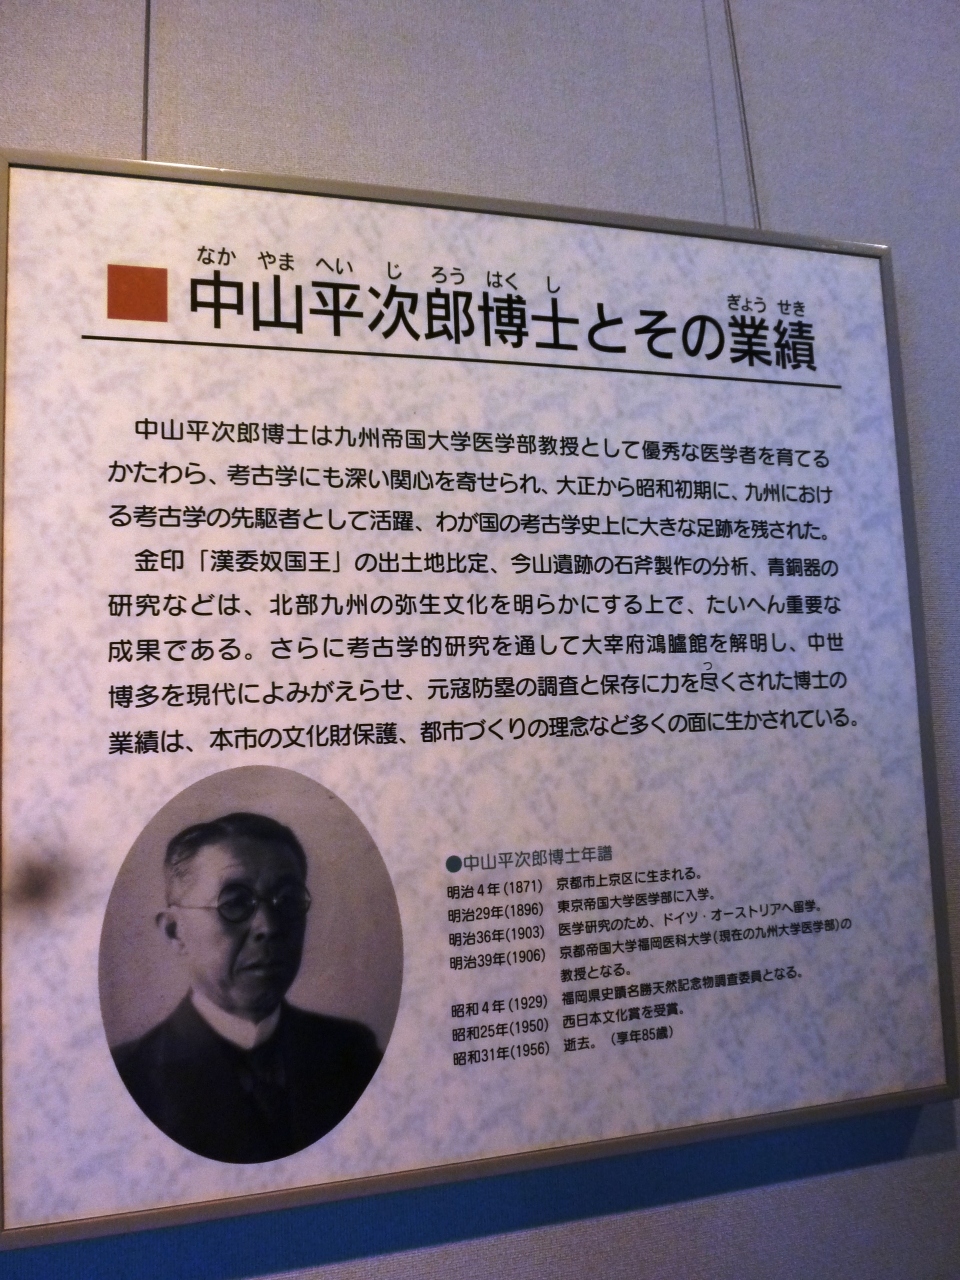 なか やま へい じ ろう はく し ぎょう せき
■中山平次郎博士とその業績
中山平次郎博士は九州帝国大学医学部教授として優秀な医学者を育てる
かたわら、考古学にも深い関心を寄せられ、大正から昭和初期に、九州におけ
る考古学の先駆者として活躍、わが国の考古学史上に大きな足跡を残された。
金印「漢委奴国王」の出土地比定、今山遺跡の石斧製作の分析、青銅器の
研究などは、北部九州の弥生文化を明らかにする上で、たいへん重要な
成果である。さらに考古学的研究を通して大宰府鴻臚館を解明し、中世
つ
博多を現代によみがえらせ、元寇防塁の調査と保存に力を尽くされた博士の
業績は、本市の文化財保護、都市づくりの理念など多くの面に生かされている。
●中山平次郎博士年譜
明治4年(1871) 京都市上京区に生まれる。
明治29年(1896) 東京帝国大学医学部に入学。
明治36年(1903) 医学研究のため、ドイツ・オーストリアへ留学。
明治39年(1906) 京都帝国大学福岡医科大学(現在の九州大学医学部)の
教授となる。
昭和4年(1929) 福岡県史蹟名勝天然記念物調査委員となる。
昭和25年(1950) 西日本文化賞を受賞。
昭和31年(1956) 逝去。(享年85歳)